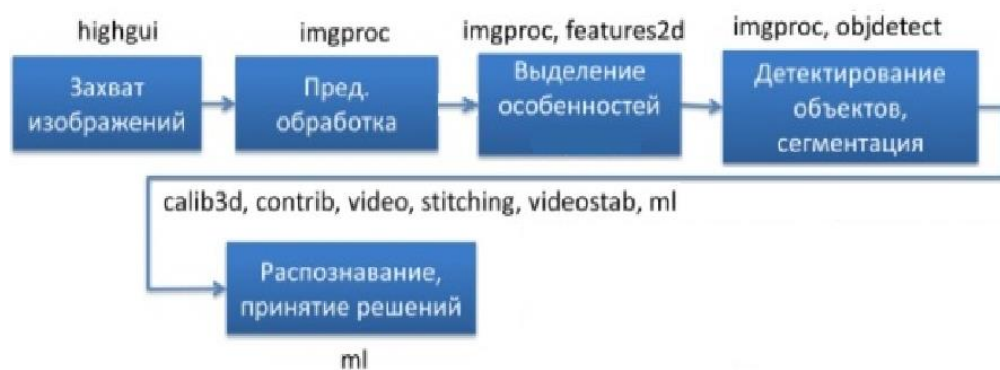 highgui
Захват
изображений
imgproc
Пред.
обработка
imgproc, features2d
Выделение
особенностей
imgproc, objdetect
Детектирование
объектов,
сегментация
calib3d, contrib, video, stitching, videostab, ml
Распознавание,
принятие решений
ml